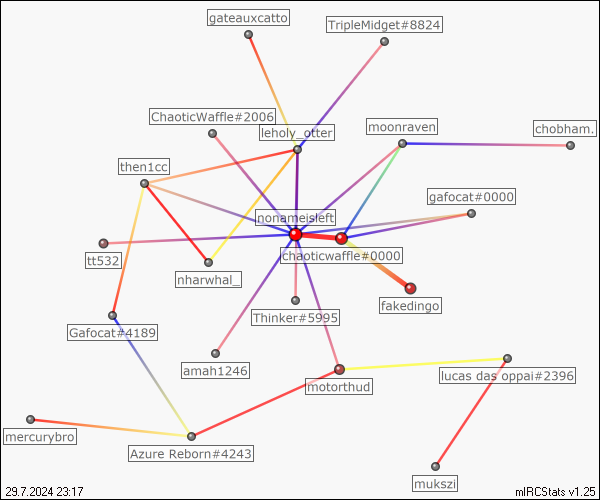 gateauxcatto
TripleMidget#8824
ChaoticWaffle#2006
leholy_otter
moonraven
chobham.
then1cc
gafocat#0000
nonameisleft
chaoticwaffle#0000
tt532
nharwhal_
fakedingo
Thinker#5995
Gafocat#4189
amah1246
motorthud
lucas das oppai#2396
mercurybro
Azure Reborn#4243
mukszi
29.7.2024 23:17
mIRCStats v1.25